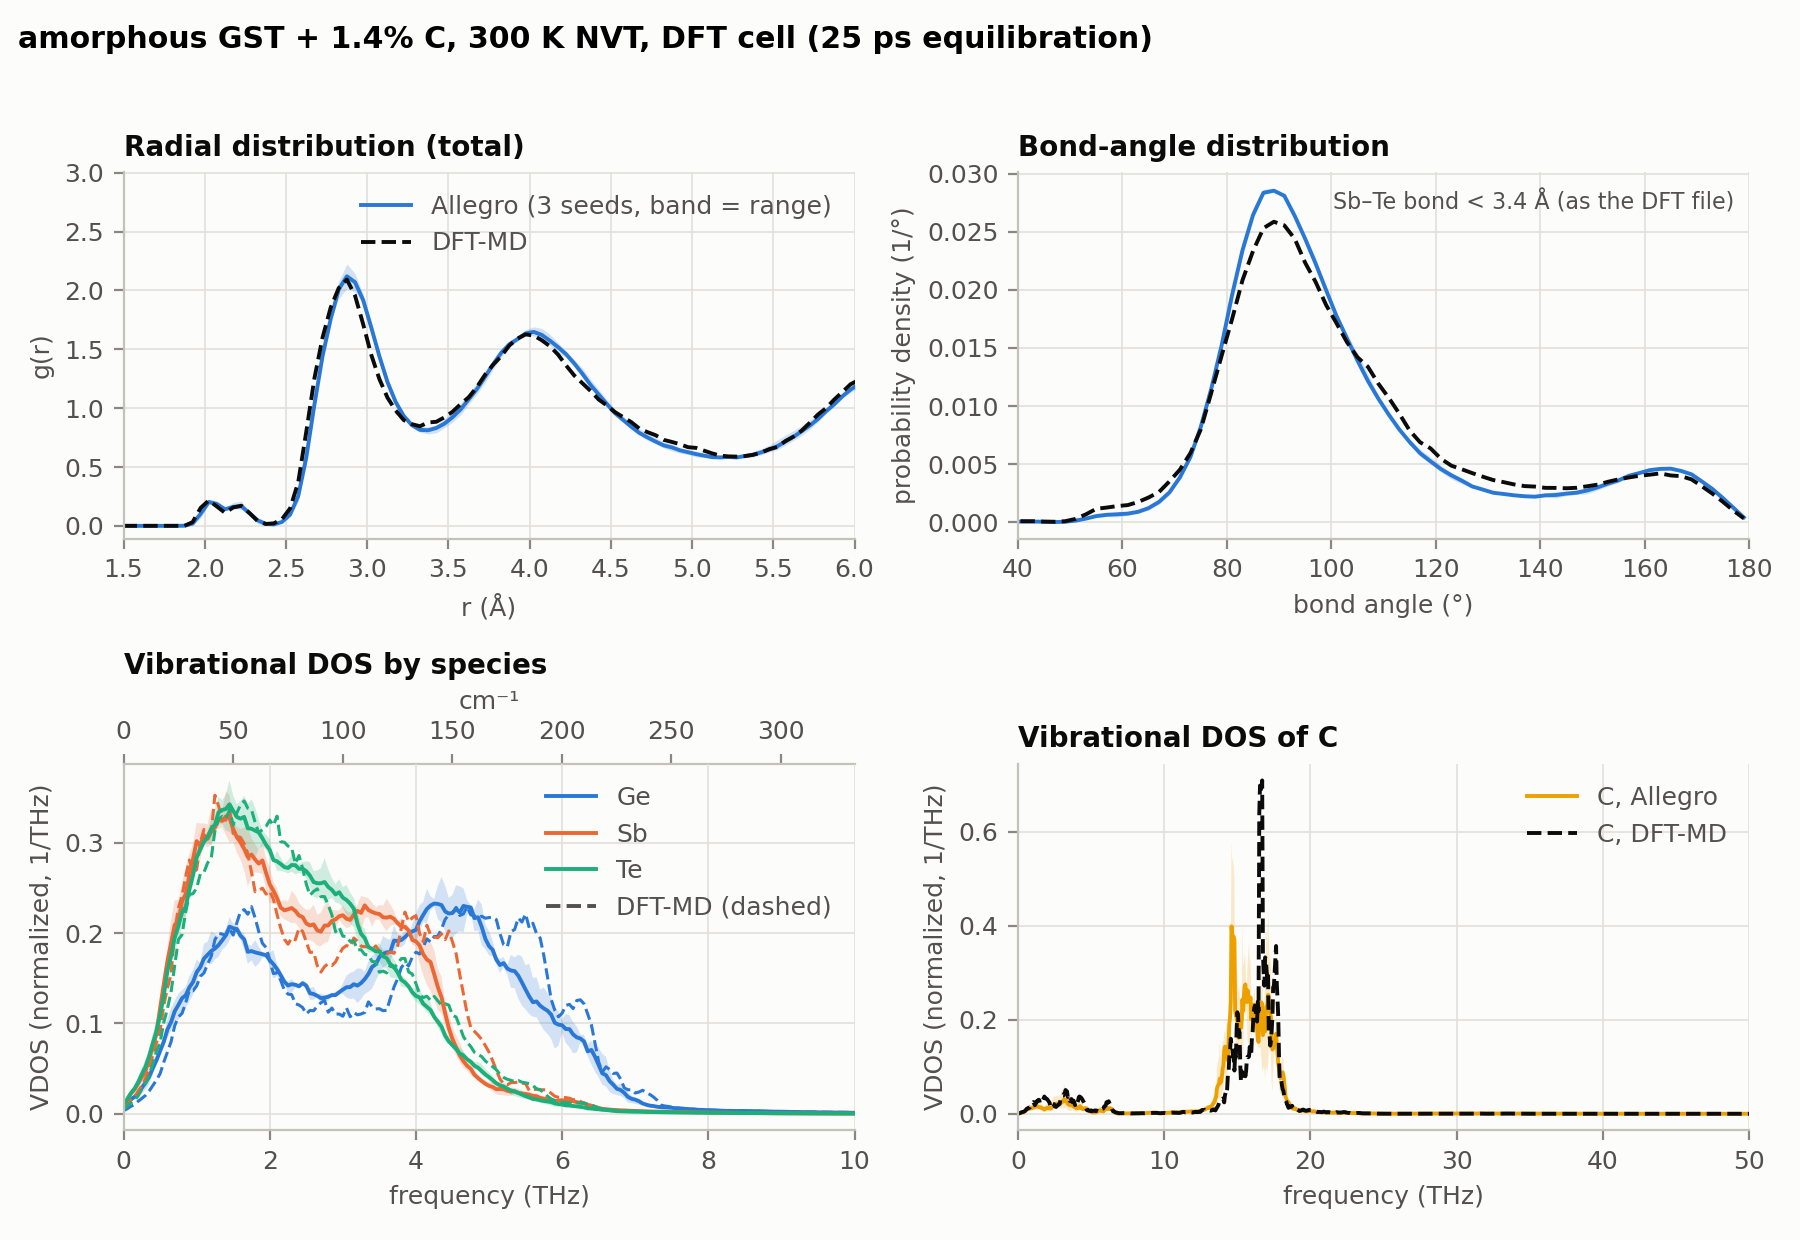 amorphous GST + 1.4% C, 300 K NVT, DFT cell (25 ps equilibration)
Radial distribution (total)
3.0
2.5
2.0
1.5
1.0
0.5
0.0
g(r)
Allegro (3 seeds, band = range)
DFT-MD
1.5 2.0 2.5 3.0 3.5 4.0 4.5 5.0 5.5 6.0
r (Å)
Bond-angle distribution
0.030
0.025
0.020
0.015
0.010
0.005
0.000
probability density (1/°)
Sb–Te bond < 3.4 Å (as the DFT file)
40 60 80 100 120 140 160 180
bond angle (°)
Vibrational DOS by species
cm⁻¹
0 50 100 150 200 250 300
0.3
0.2
0.1
0.0
VDOS (normalized, 1/THz)
Ge
Sb
Te
DFT-MD (dashed)
0 2 4 6 8 10
frequency (THz)
Vibrational DOS of C
0.6
0.4
0.2
0.0
VDOS (normalized, 1/THz)
C, Allegro
C, DFT-MD
0 10 20 30 40 50
frequency (THz)